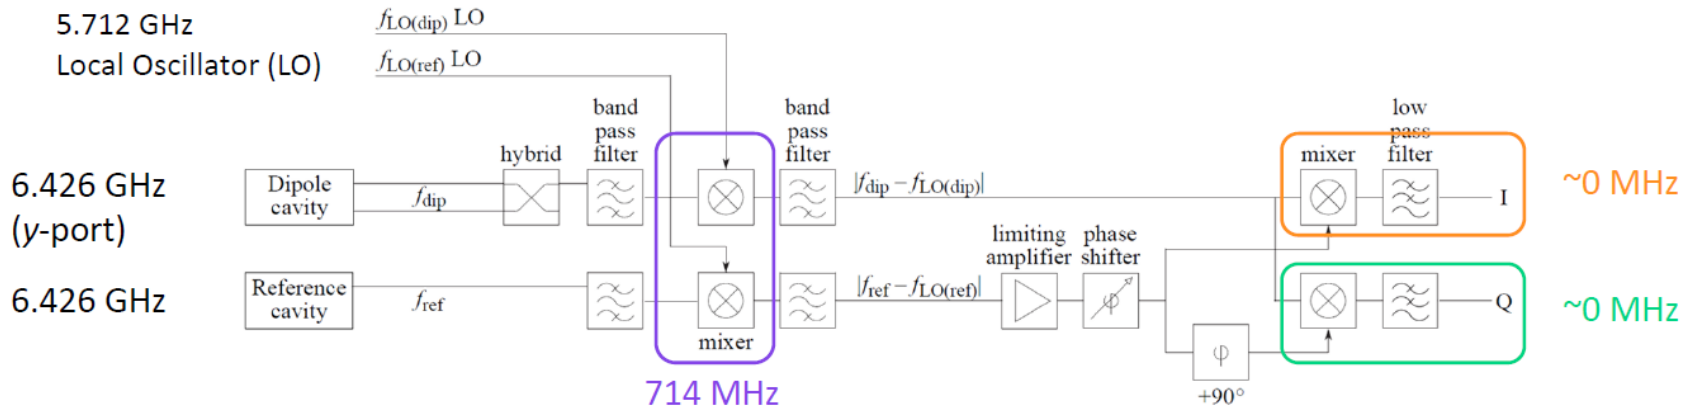 5.712 GHz
Local Oscillator (LO)
fLO(dip) LO
fLO(ref) LO
band
pass
filter
band
pass
filter
low
pass
filter
hybrid
mixer
6.426 GHz
(y-port)
Dipole
cavity
fdip
|fdip – fLO(dip)|
I
~0 MHz
limiting
amplifier
phase
shifter
6.426 GHz
Reference
cavity
fref
|fref – fLO(ref)|
φ
Q
~0 MHz
mixer
φ
+90°
714 MHz